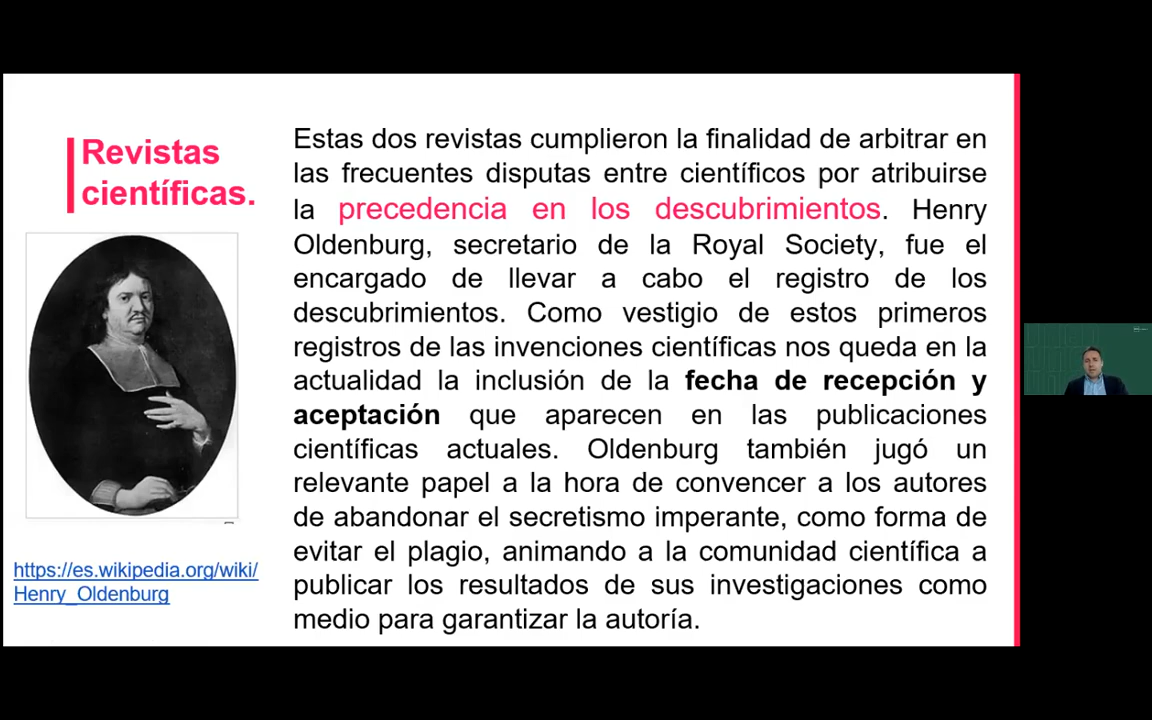 Revistas
científicas.
Estas dos revistas cumplieron la finalidad de arbitrar en
las frecuentes disputas entre científicos por atribuirse
la precedencia en los descubrimientos. Henry
Oldenburg, secretario de la Royal Society, fue el
encargado de llevar a cabo el registro de los
descubrimientos. Como vestigio de estos primeros
registros de las invenciones científicas nos queda en la
actualidad la inclusión de la fecha de recepción y
aceptación que aparecen en las publicaciones
científicas actuales. Oldenburg también jugó un
relevante papel a la hora de convencer a los autores
de abandonar el secretismo imperante, como forma de
evitar el plagio, animando a la comunidad científica a
publicar los resultados de sus investigaciones como
medio para garantizar la autoría.
https://es.wikipedia.org/wiki/
Henry_Oldenburg